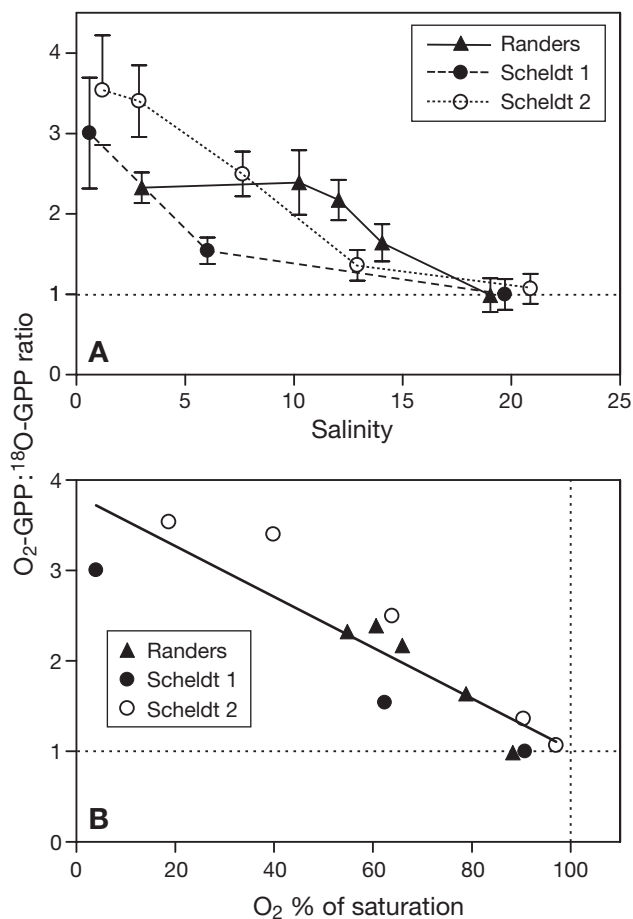 4
3
2
1
0
Randers
Scheldt 1
Scheldt 2
A
0
5
10
15
20
25
Salinity
O₂-GPP:¹⁸O-GPP ratio
4
3
2
1
0
Randers
Scheldt 1
Scheldt 2
B
0
20
40
60
80
100
O₂ % of saturation